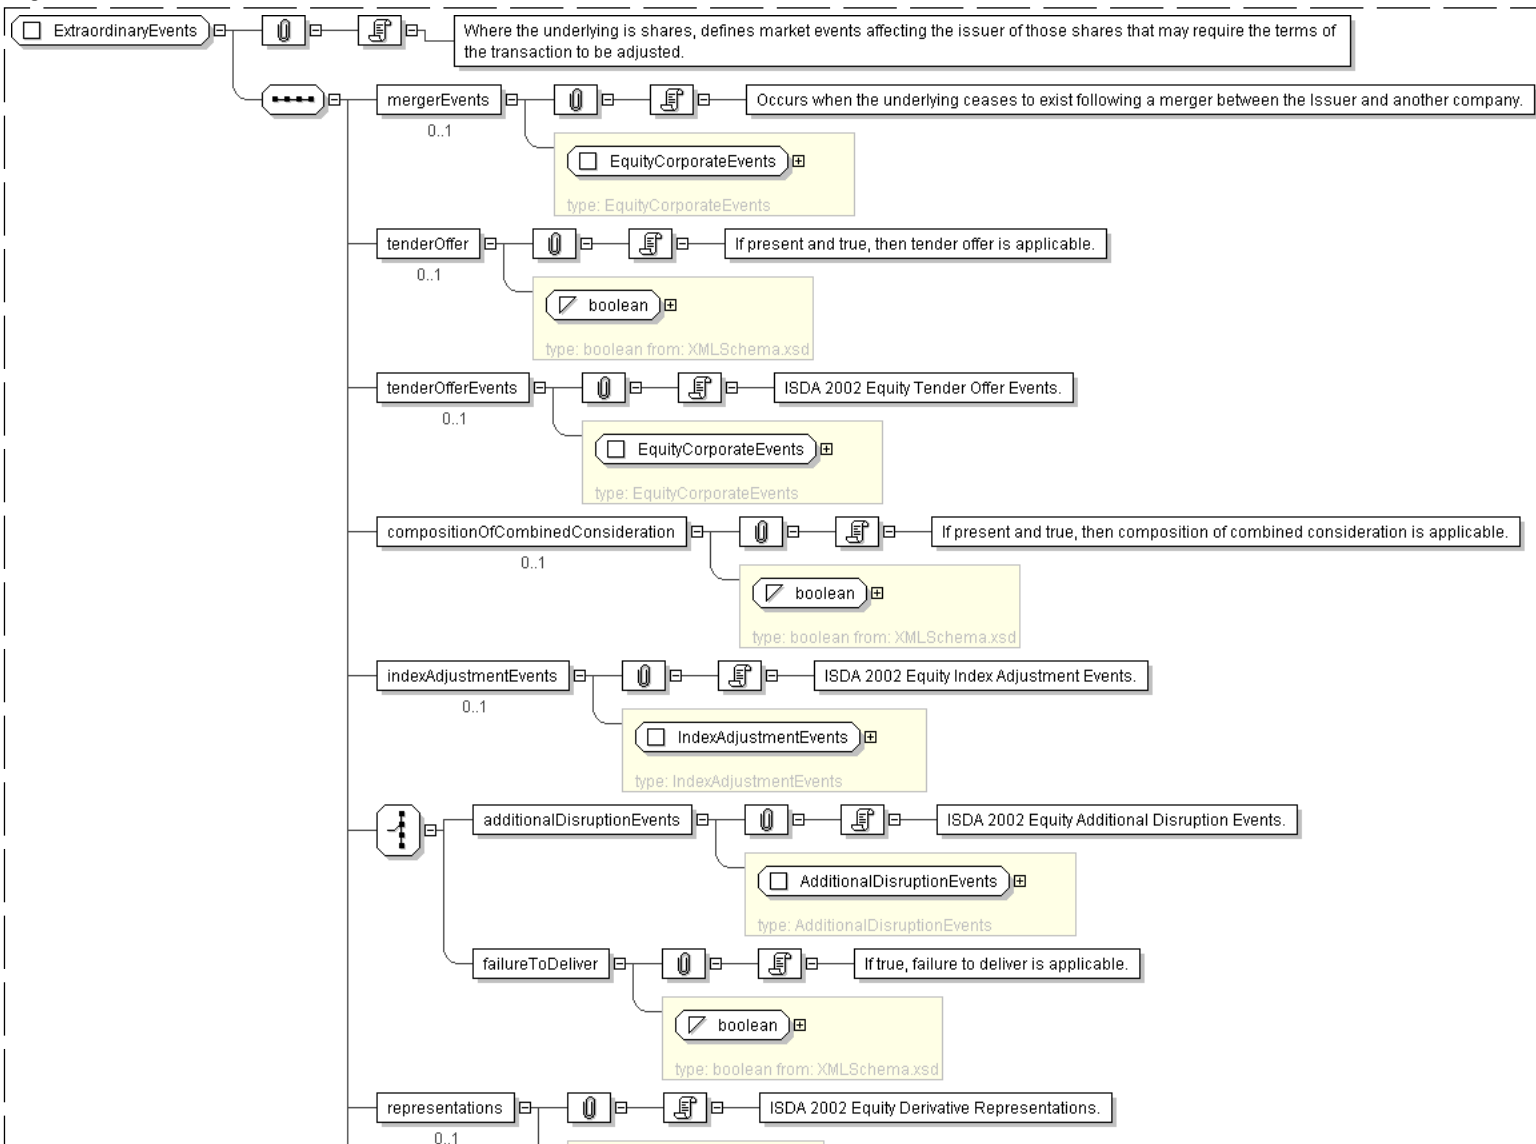 ExtraordinaryEvents
Where the underlying is shares, defines market events affecting the issuer of those shares that may require the terms of
the transaction to be adjusted.
mergerEvents
Occurs when the underlying ceases to exist following a merger between the Issuer and another company.
0..1
EquityCorporateEvents
type: EquityCorporateEvents
tenderOffer
If present and true, then tender offer is applicable.
0..1
boolean
type: boolean from: XMLSchema.xsd
tenderOfferEvents
ISDA 2002 Equity Tender Offer Events.
0..1
EquityCorporateEvents
type: EquityCorporateEvents
compositionOfCombinedConsideration
If present and true, then composition of combined consideration is applicable.
0..1
boolean
type: boolean from: XMLSchema.xsd
indexAdjustmentEvents
ISDA 2002 Equity Index Adjustment Events.
0..1
IndexAdjustmentEvents
type: IndexAdjustmentEvents
additionalDisruptionEvents
ISDA 2002 Equity Additional Disruption Events.
AdditionalDisruptionEvents
type: AdditionalDisruptionEvents
failureToDeliver
If true, failure to deliver is applicable.
boolean
type: boolean from: XMLSchema.xsd
representations
ISDA 2002 Equity Derivative Representations.
0..1